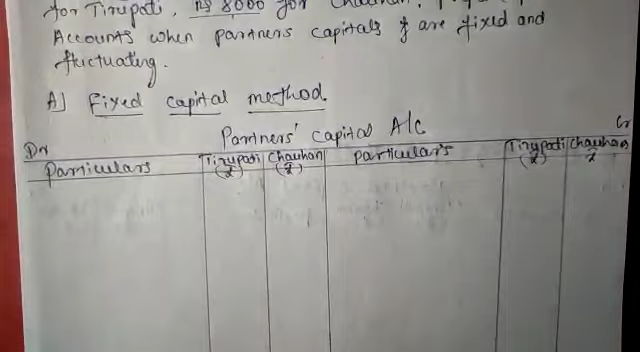 for Tirupati, Rs 8000 for Chauhan.
Accounts when partners capitals are fixed and
fluctuating.
A] Fixed capital method
Partners' capital A/c
Dr Cr
Particulars Tirupati (₹) Chauhan (₹) particulars Tirupati (₹) Chauhan ₹